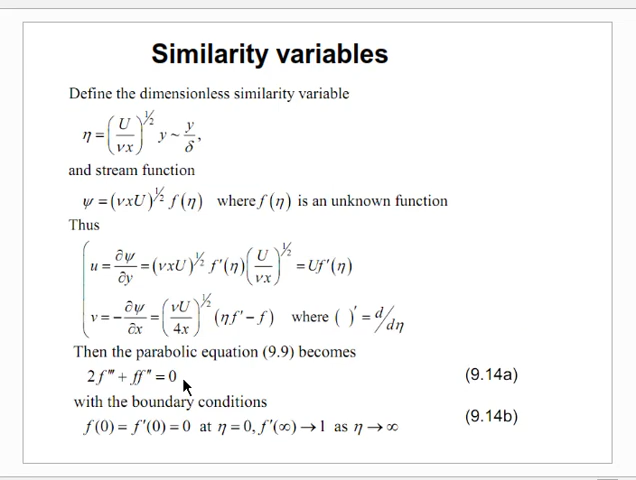 Similarity variables
Define the dimensionless similarity variable
η = (U/νx)^½ y ~ y/δ,
and stream function
ψ = (νxU)^½ f(η) where f(η) is an unknown function
Thus
u = ∂ψ/∂y = (νxU)^½ f'(η)(U/νx)^½ = Uf'(η)
v = −∂ψ/∂x = (νU/4x)^½ (ηf' − f) where ( )' = d/dη
Then the parabolic equation (9.9) becomes
2f''' + ff'' = 0 (9.14a)
with the boundary conditions
f(0) = f'(0) = 0 at η = 0, f'(∞) → 1 as η → ∞ (9.14b)